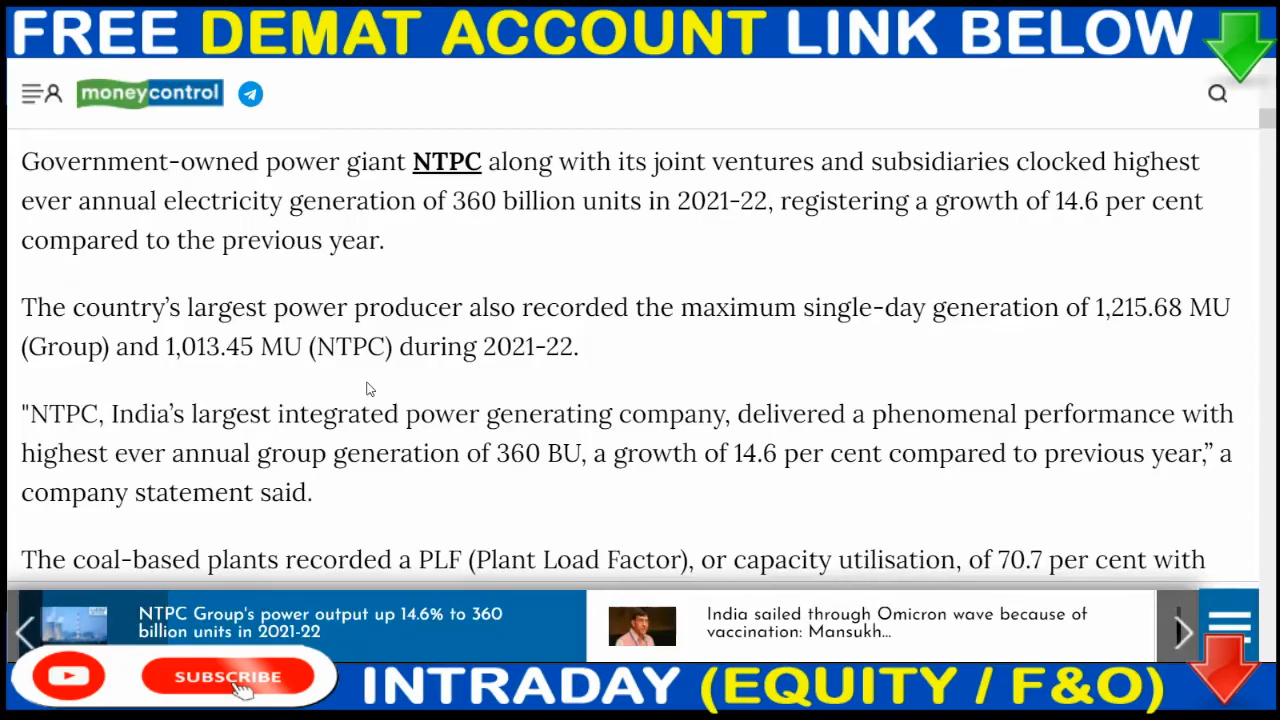 FREE DEMAT ACCOUNT LINK BELOW
moneycontrol
Government-owned power giant NTPC along with its joint ventures and subsidiaries clocked highest
ever annual electricity generation of 360 billion units in 2021-22, registering a growth of 14.6 per cent
compared to the previous year.
The country’s largest power producer also recorded the maximum single-day generation of 1,215.68 MU
(Group) and 1,013.45 MU (NTPC) during 2021-22.
"NTPC, India’s largest integrated power generating company, delivered a phenomenal performance with
highest ever annual group generation of 360 BU, a growth of 14.6 per cent compared to previous year,” a
company statement said.
The coal-based plants recorded a PLF (Plant Load Factor), or capacity utilisation, of 70.7 per cent with
NTPC Group's power output up 14.6% to 360
billion units in 2021-22
India sailed through Omicron wave because of
vaccination: Mansukh...
SUBSCRIBE
INTRADAY (EQUITY / F&O)